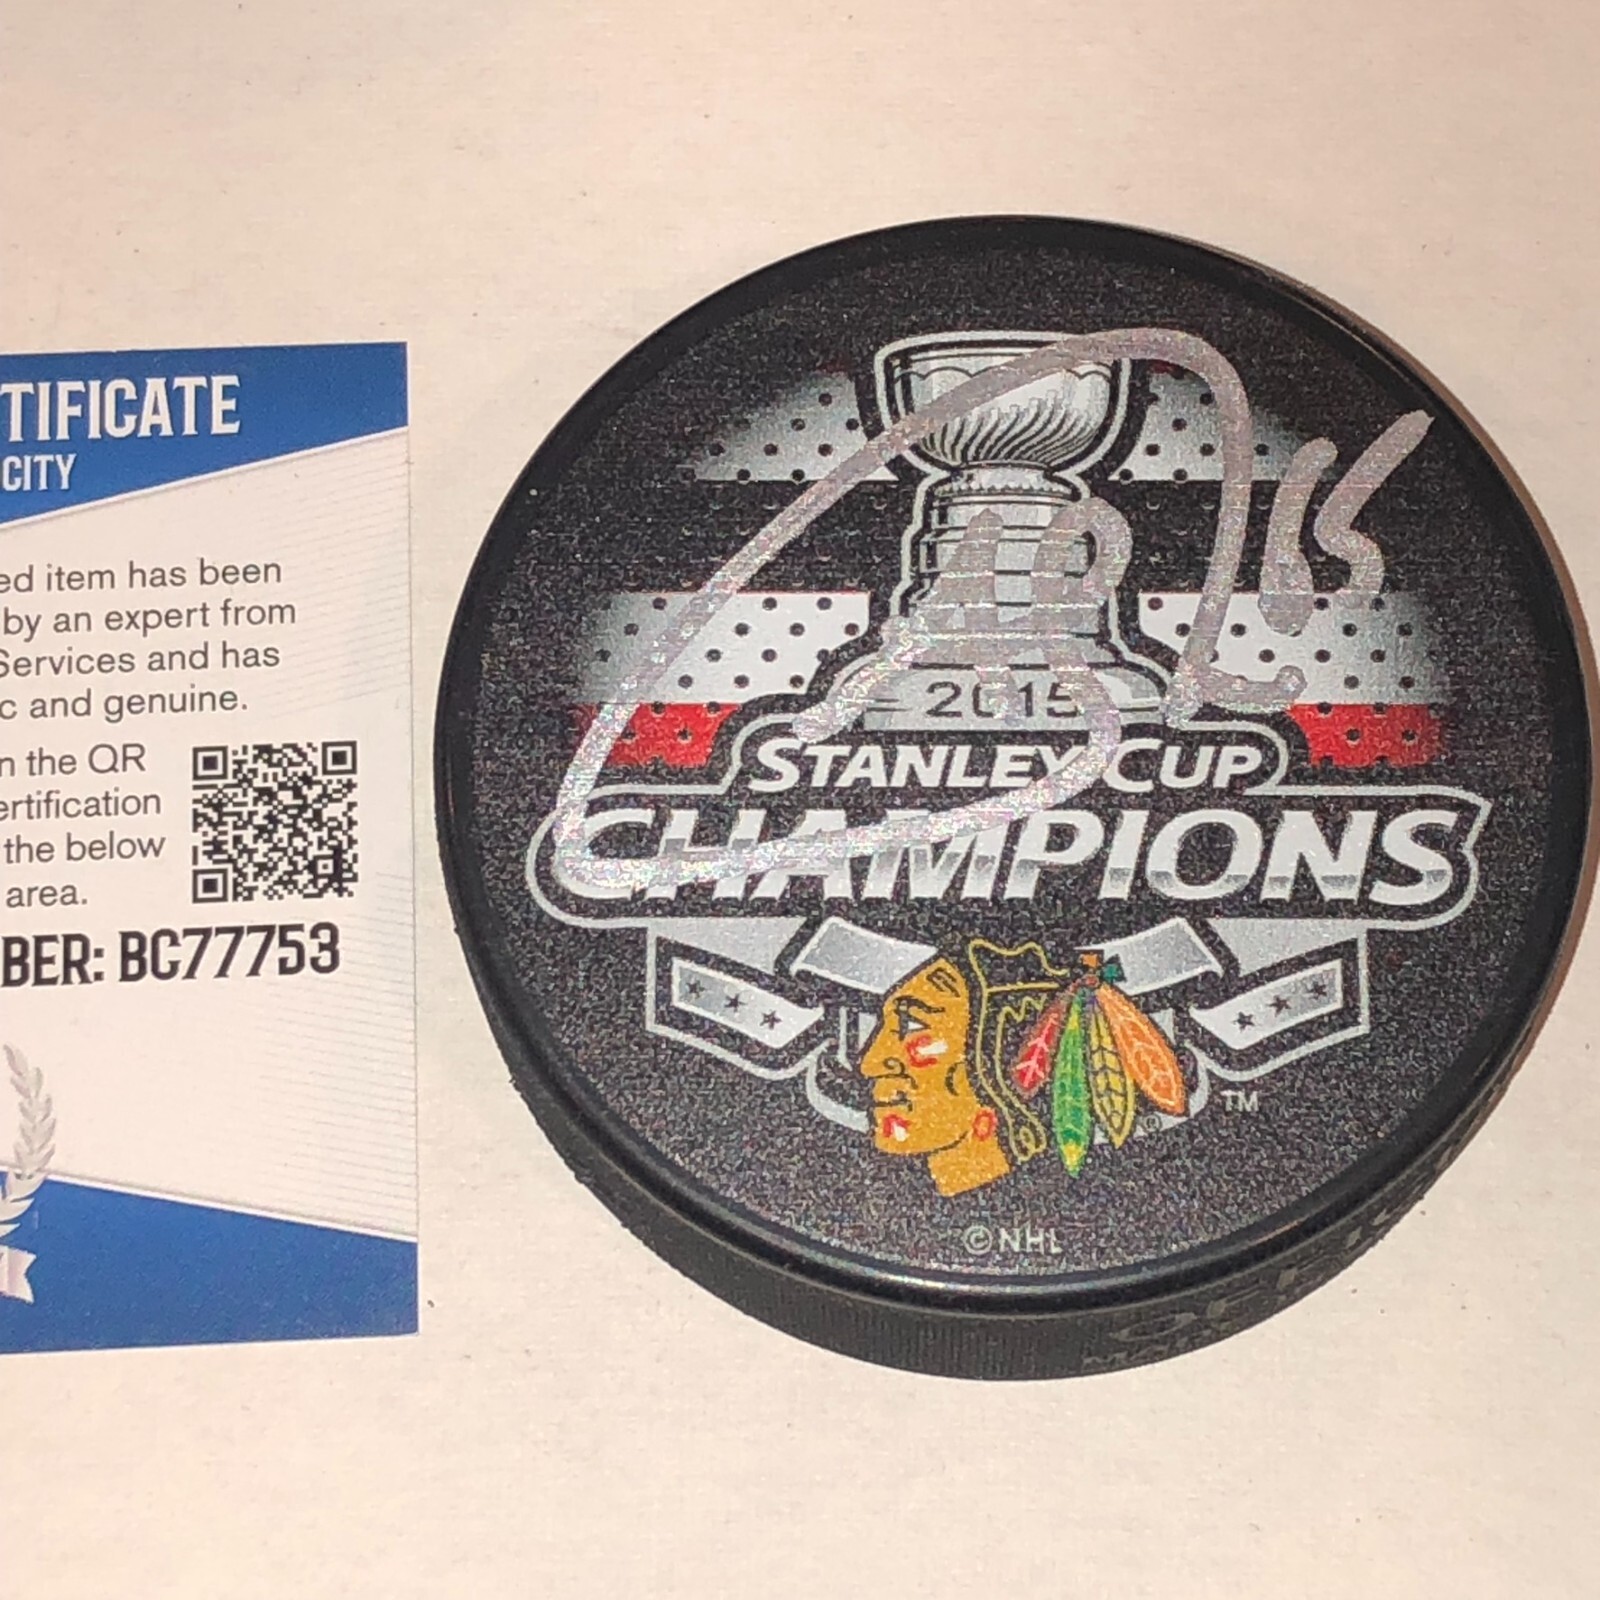 TIFICATE
CITY
ed item has been
by an expert from
Services and has
c and genuine.
n the QR
ertification
the below
area.
BER: BC77753
15
2015
STANLEY CUP
CHAMPIONS
TM
© NHL